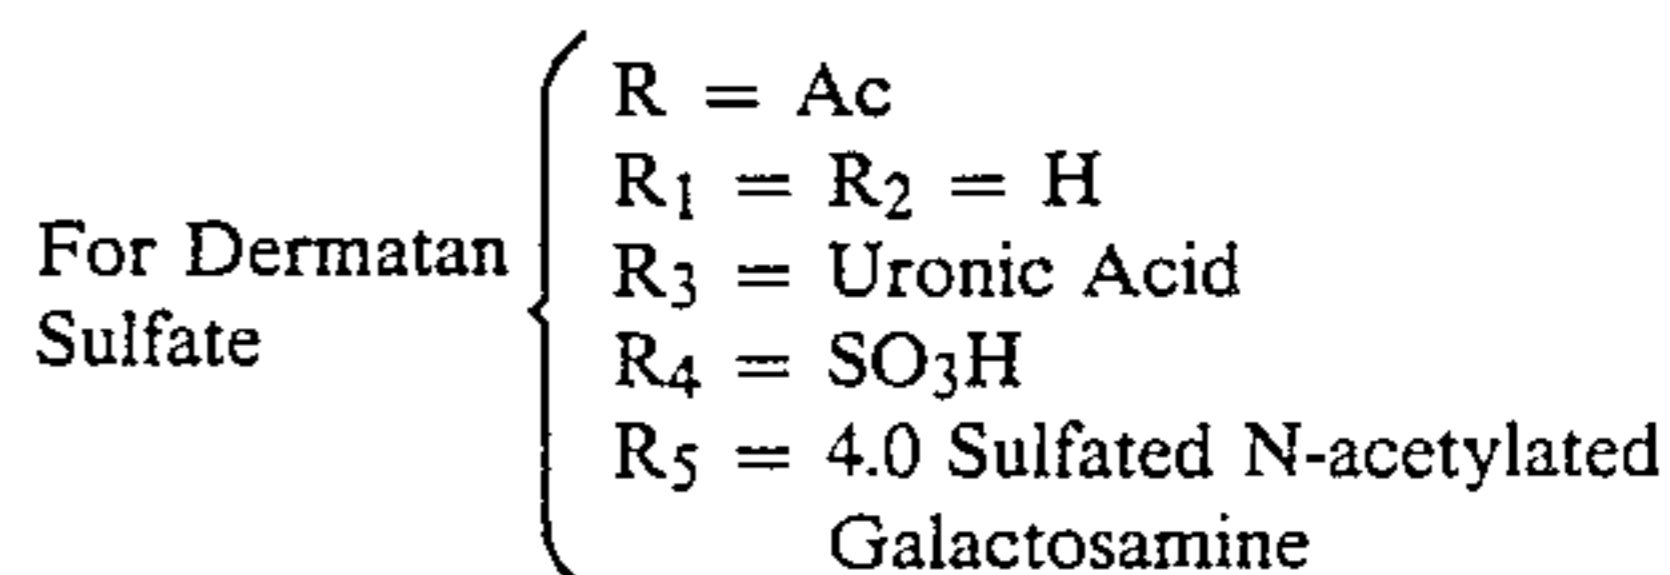 R = Ac
R₁ = R₂ = H
For Dermatan
R₃ = Uronic Acid
Sulfate
R₄ = SO₃H
R₅ = 4.0 Sulfated N-acetylated
Galactosamine